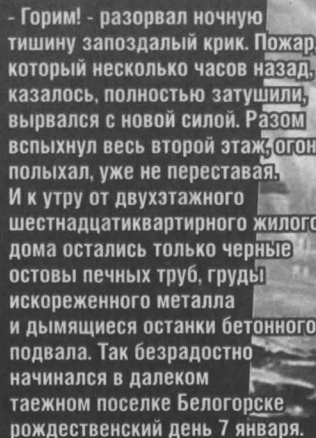 - Горим! - разорвал ночную
тишину запоздалый крик. Пожар,
который несколько часов назад,
казалось, полностью затушили,
вырвался с новой силой. Разом
вспыхнул весь второй этаж, огон
полыхал, уже не переставая.
И к утру от двухэтажного
шестнадцатиквартирного жилого
дома остались только черные
остовы печных труб, груды
искореженного металла
и дымящиеся останки бетонного
подвала. Так безрадостно
начинался в далеком
таежном поселке Белогорске
рождественский день 7 января.